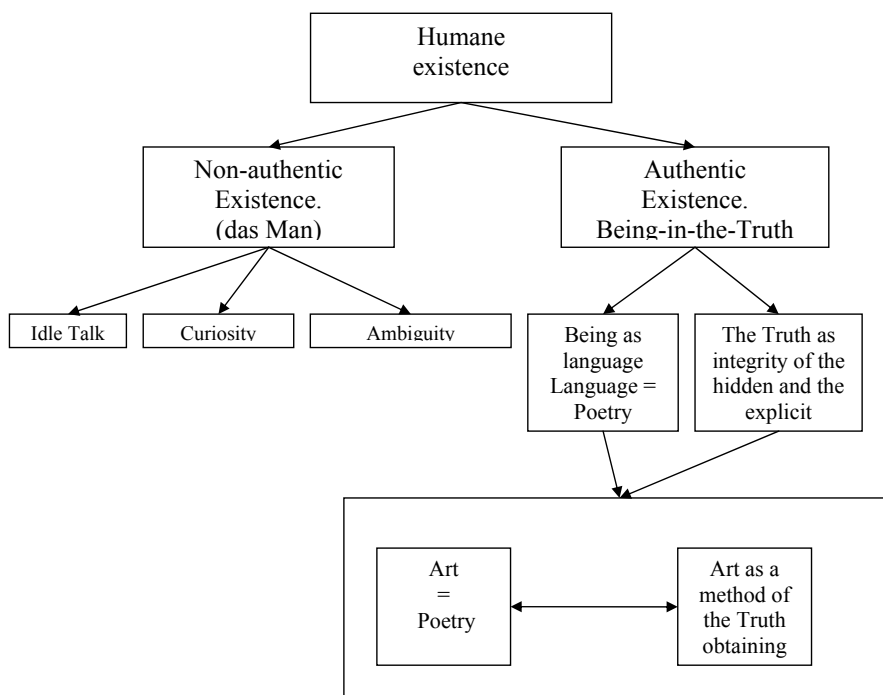 Humane
existence
Non-authentic
Existence.
(das Man)
Authentic
Existence.
Being-in-the-Truth
Idle Talk
Curiosity
Ambiguity
Being as
language
Language =
Poetry
The Truth as
integrity of the
hidden and the
explicit
Art
=
Poetry
Art as a
method of
the Truth
obtaining